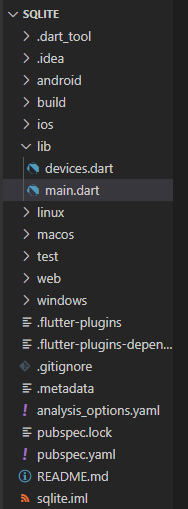 SQLITE
.dart_tool
.idea
android
build
ios
lib
devices.dart
main.dart
linux
macos
test
web
windows
.flutter-plugins
.flutter-plugins-depen...
.gitignore
.metadata
analysis_options.yaml
pubspec.lock
pubspec.yaml
README.md
sqlite.iml